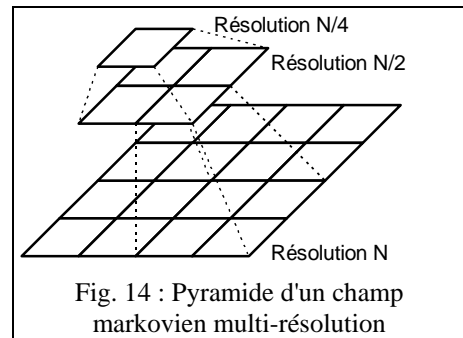 Résolution N/4
Résolution N/2
Résolution N
Fig. 14 : Pyramide d'un champ
markovien multi-résolution